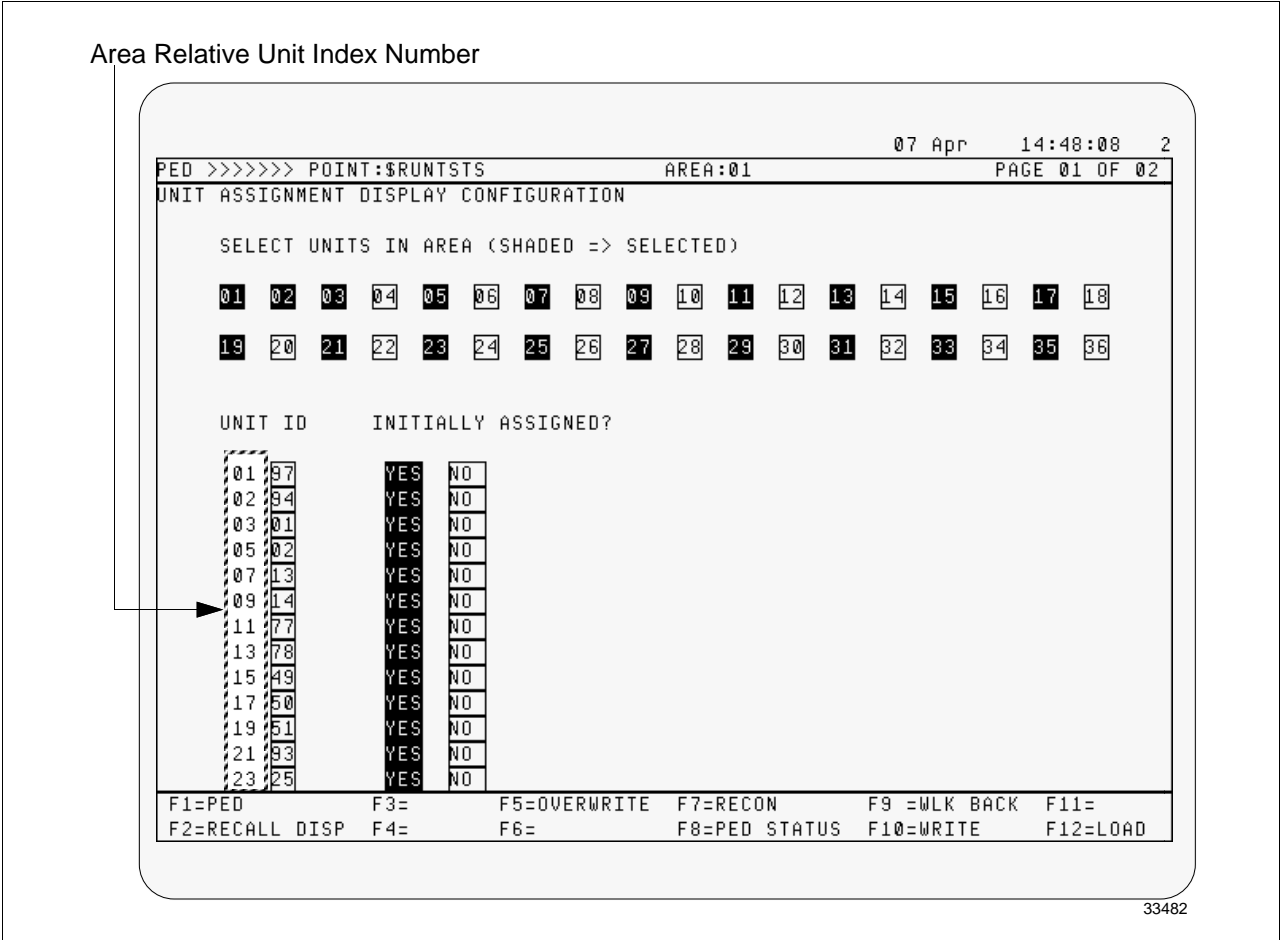 Area Relative Unit Index Number
07 Apr 14:48:08 2
PED >>>>>>> POINT:$RUNTSTS AREA:01 PAGE 01 OF 02
UNIT ASSIGNMENT DISPLAY CONFIGURATION
SELECT UNITS IN AREA (SHADED => SELECTED)
01 02 03 04 05 06 07 08 09 10 11 12 13 14 15 16 17 18
19 20 21 22 23 24 25 26 27 28 29 30 31 32 33 34 35 36
UNIT ID INITIALLY ASSIGNED?
01 97 YES NO
02 94 YES NO
03 01 YES NO
05 02 YES NO
07 13 YES NO
09 14 YES NO
11 77 YES NO
13 78 YES NO
15 49 YES NO
17 50 YES NO
19 51 YES NO
21 93 YES NO
23 25 YES NO
F1=PED F3= F5=OVERWRITE F7=RECON F9 =WLK BACK F11=
F2=RECALL DISP F4= F6= F8=PED STATUS F10=WRITE F12=LOAD
33482